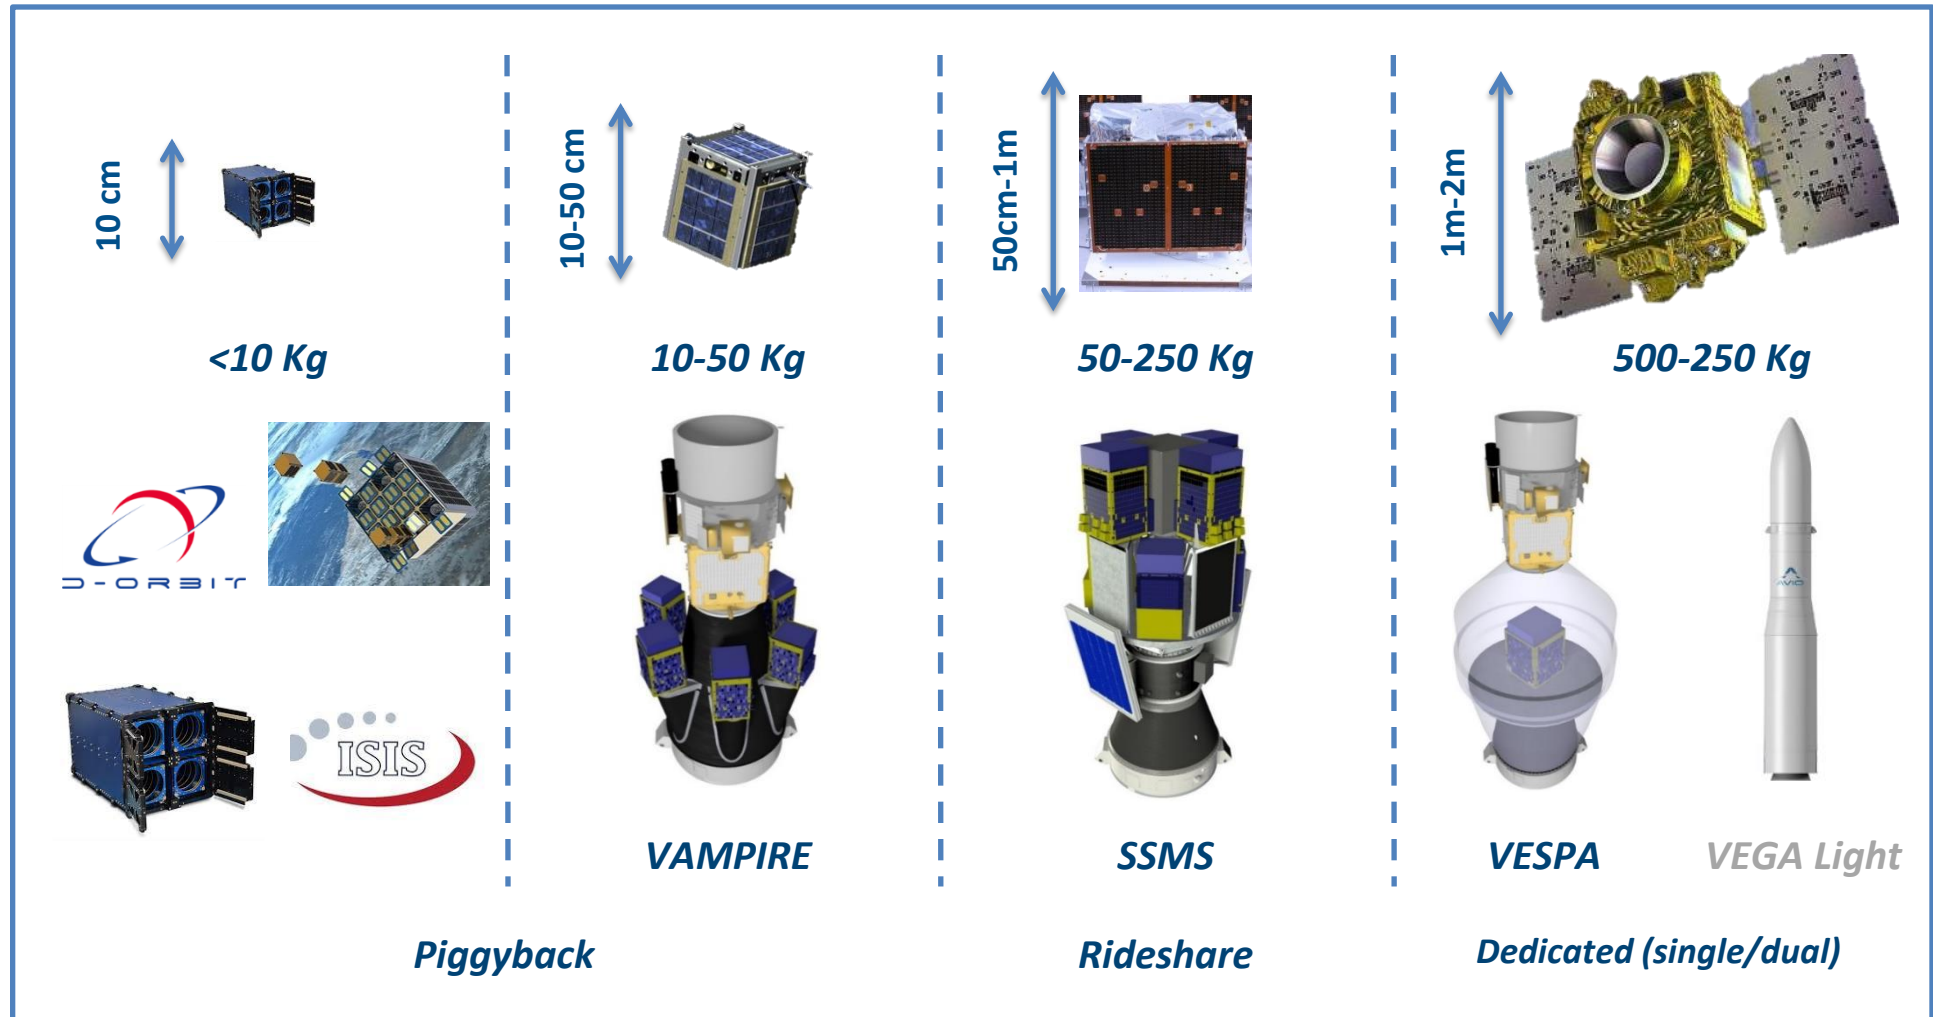 10 cm
10-50 cm
50cm-1m
1m-2m
<10 Kg
10-50 Kg
50-250 Kg
500-250 Kg
D-ORBIT
ISIS
AVIO
VAMPIRE
SSMS
VESPA
VEGA Light
Piggyback
Rideshare
Dedicated (single/dual)